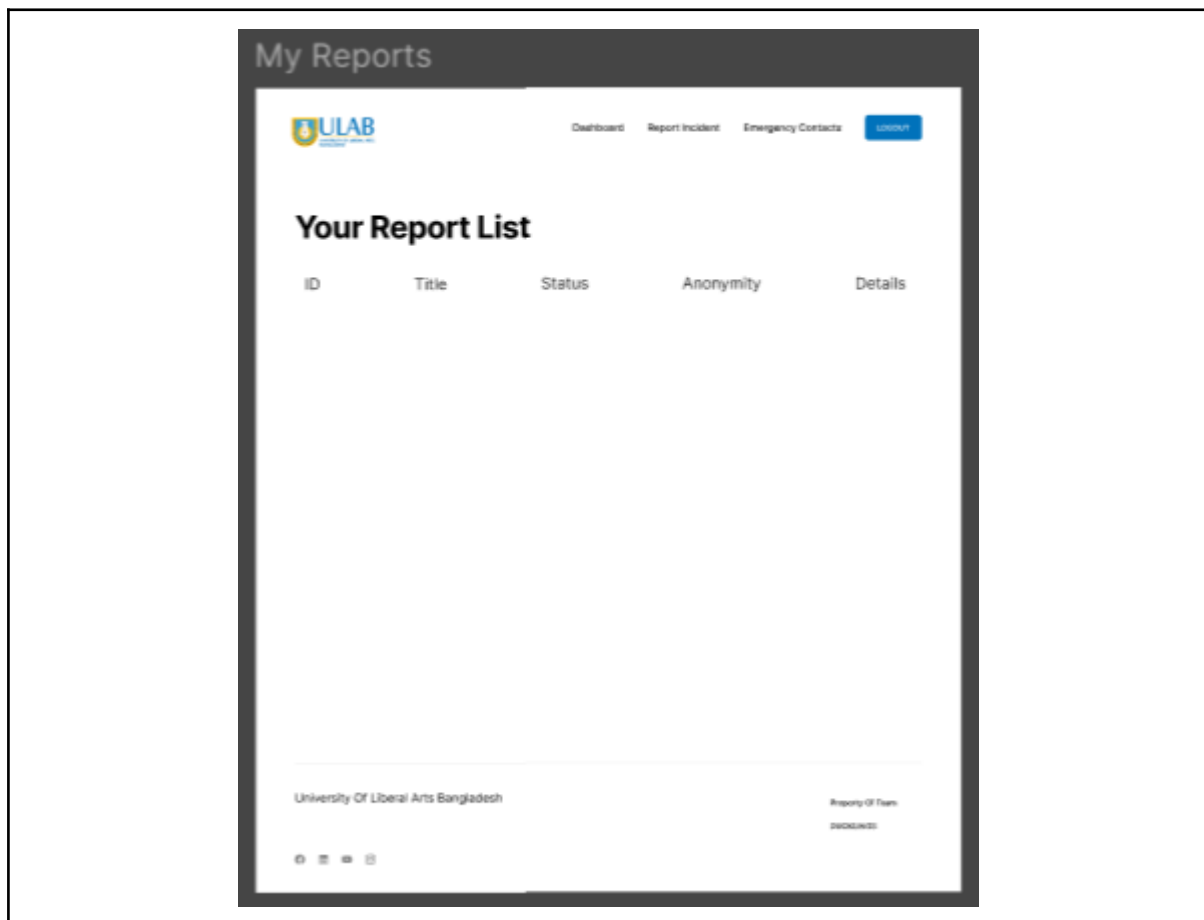 My Reports
ULAB
Dashboard Report Incident Emergency Contacts LOGOUT
Your Report List
ID Title Status Anonymity Details
University Of Liberal Arts Bangladesh
Property Of Team